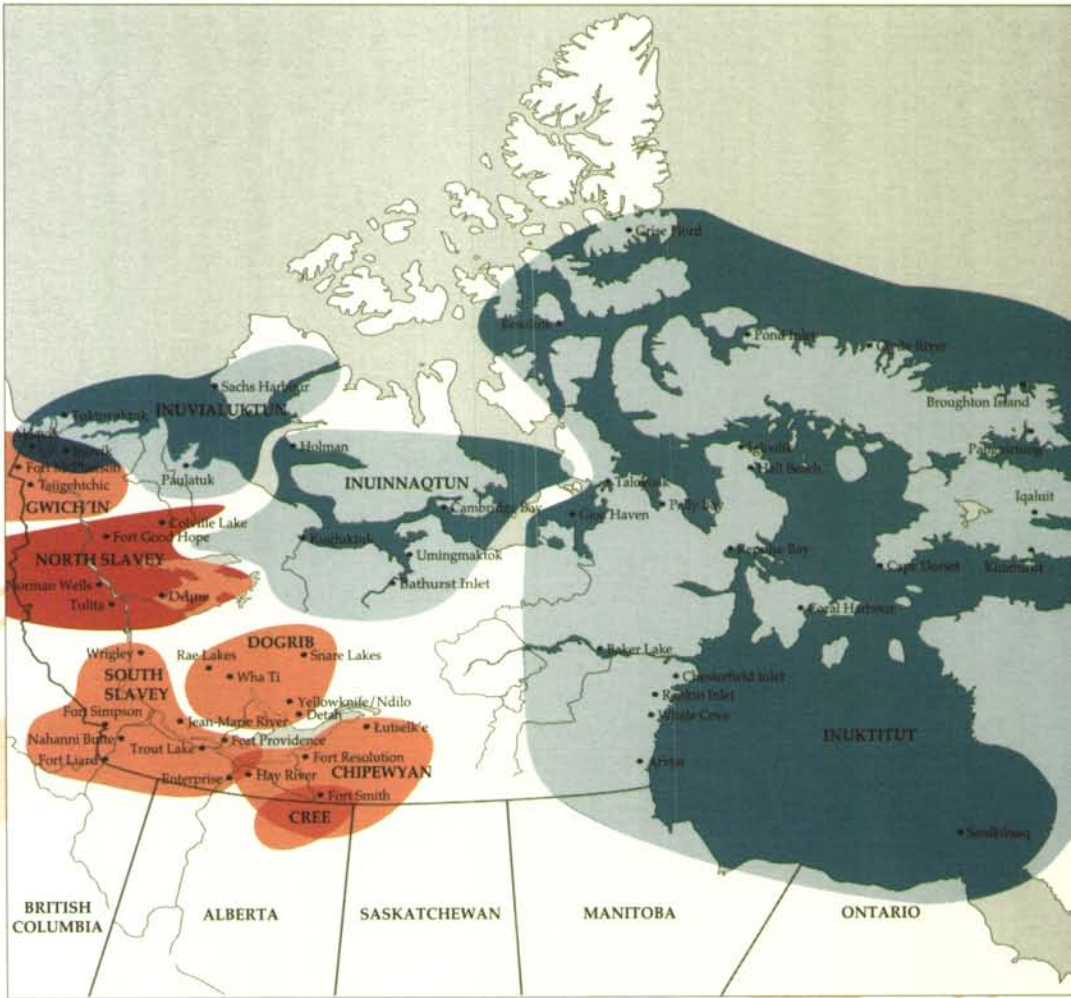 Grise Fiord
Resolute
Pond Inlet
Clyde River
Sachs Harbour
Broughton Island
INUVIALUKTUN
Tuktoyaktuk
Aklavik
Inuvik
Holman
Pangnirtung
Igloolik
Hall Beach
Fort McPherson
Paulatuk
INUINNAQTUN
Taloyoak
Tsiigehtchic
Iqaluit
GWICH'IN
Cambridge Bay
Gjoa Haven
Pelly Bay
Colville Lake
Fort Good Hope
Kugluktuk
Repulse Bay
Kimmirut
NORTH SLAVEY
Umingmaktok
Cape Dorset
Norman Wells
Bathurst Inlet
Deline
Tulita
Coral Harbour
DOGRIB
Wrigley
Rae Lakes
Snare Lakes
Baker Lake
SOUTH
SLAVEY
Wha Ti
Chesterfield Inlet
Rankin Inlet
Yellowknife/Ndilo
Fort Simpson
Jean-Marie River
Detah
Whale Cove
Łutselk'e
Nahanni Butte
Fort Providence
INUKTITUT
Trout Lake
Fort Liard
Fort Resolution
Arviat
Enterprise
Hay River
CHIPEWYAN
Fort Smith
CREE
Sanikiluaq
BRITISH
COLUMBIA
ALBERTA
SASKATCHEWAN
MANITOBA
ONTARIO